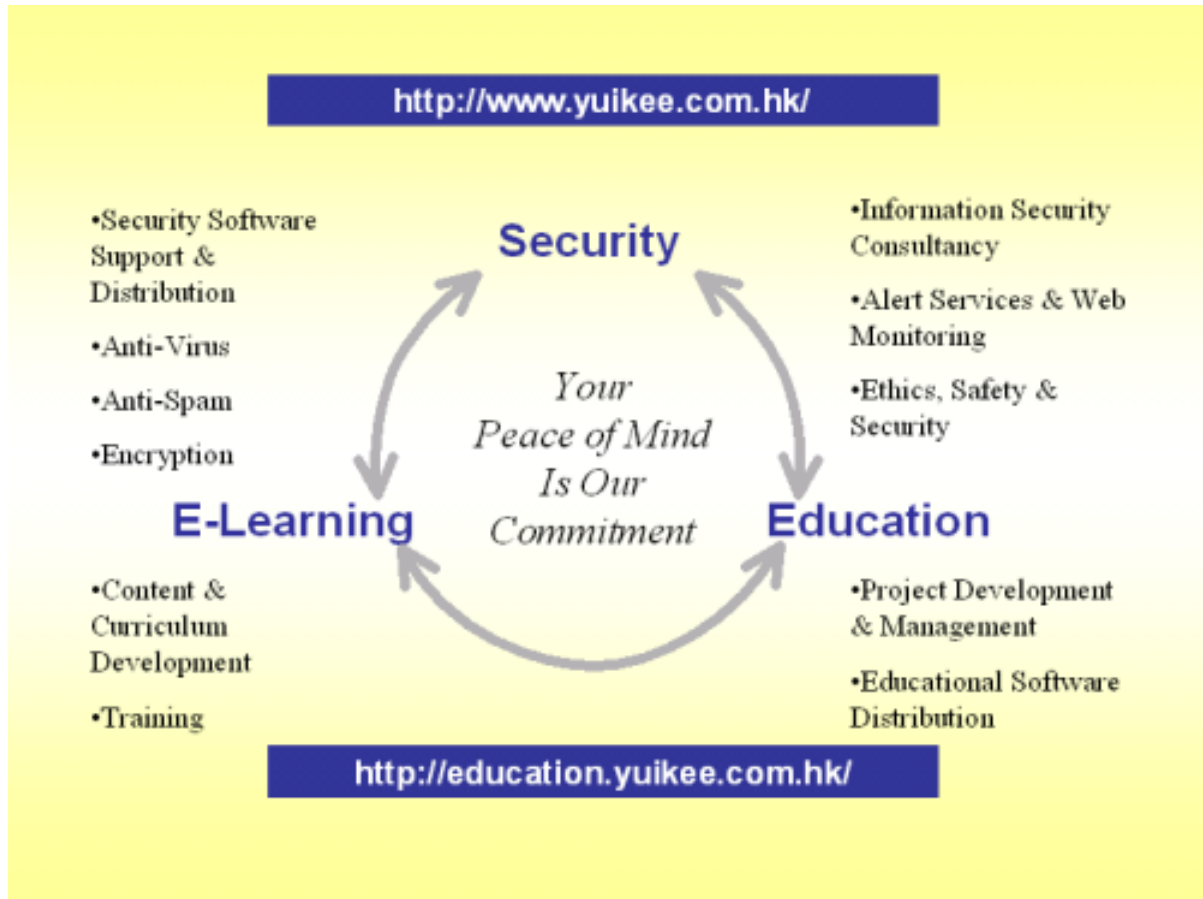 http://www.yuikee.com.hk/
•Security Software
Support &
Distribution
•Anti-Virus
•Anti-Spam
•Encryption
Security
•Information Security
Consultancy
•Alert Services & Web
Monitoring
•Ethics, Safety &
Security
Your
Peace of Mind
Is Our
Commitment
E-Learning
Education
•Content &
Curriculum
Development
•Training
•Project Development
& Management
•Educational Software
Distribution
http://education.yuikee.com.hk/